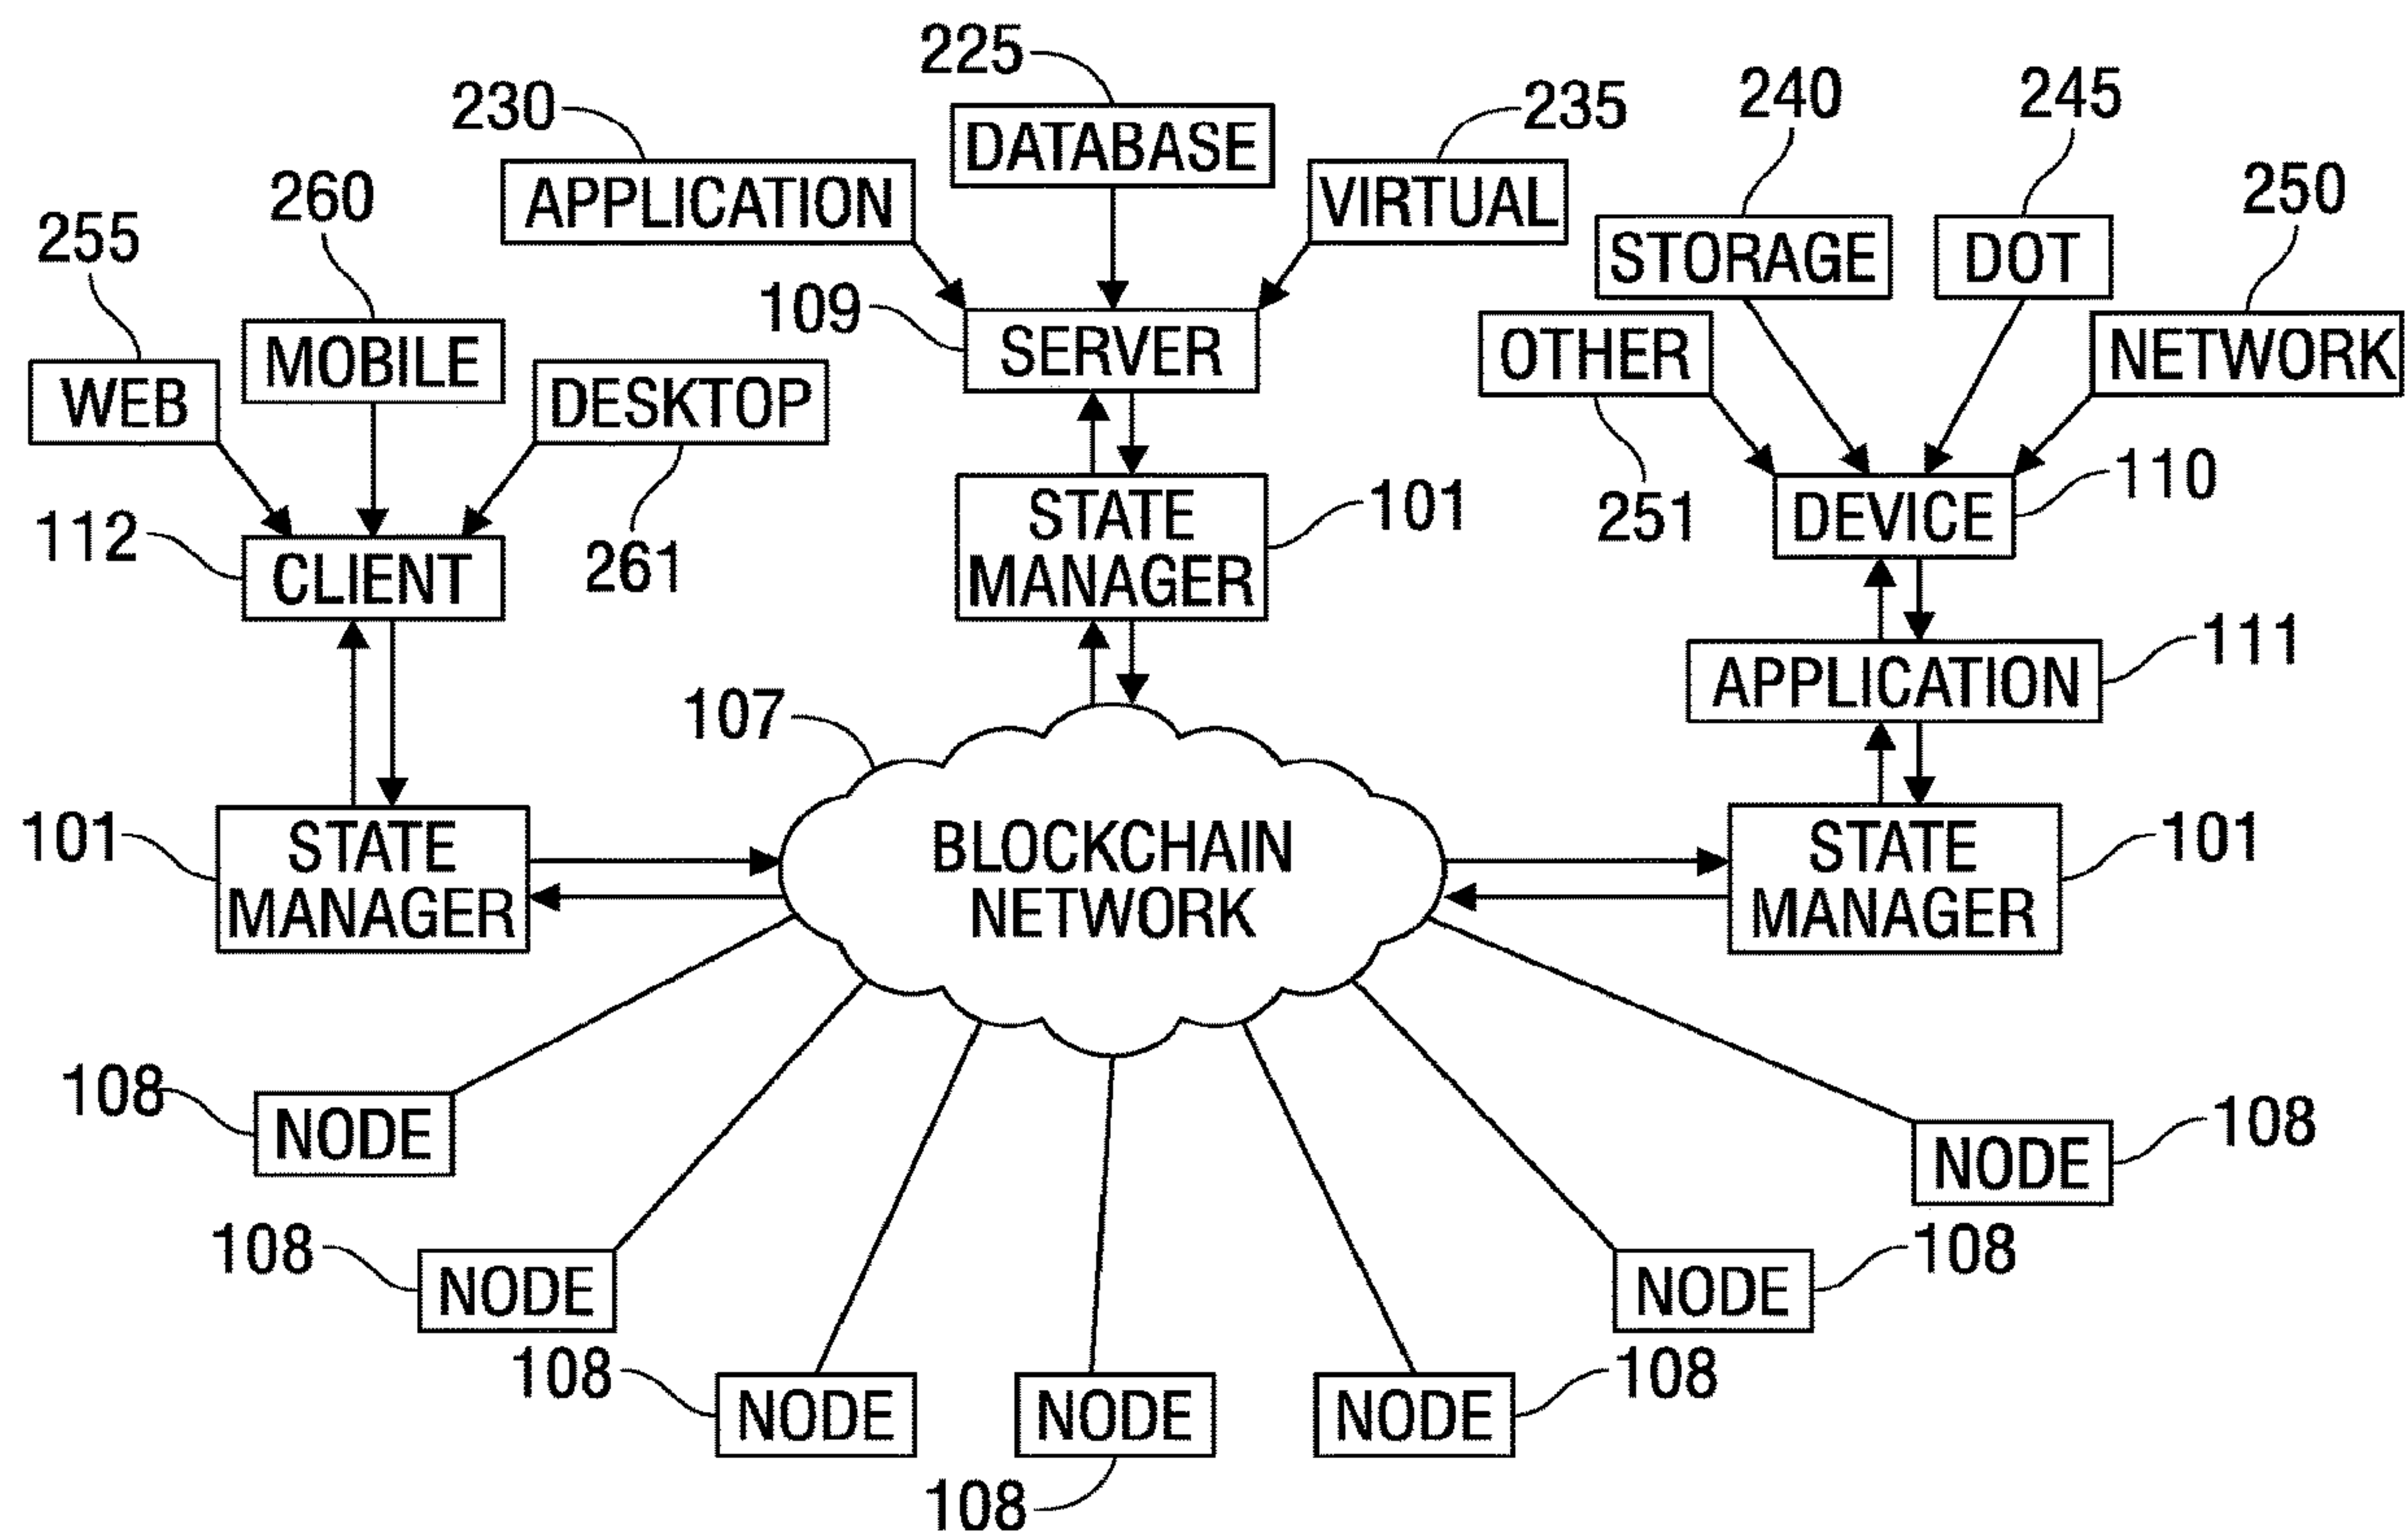 225
230
DATABASE
235
240
245
APPLICATION
VIRTUAL
260
250
255
STORAGE
DOT
109
SERVER
MOBILE
OTHER
NETWORK
WEB
DESKTOP
112
CLIENT
261
STATE
MANAGER
101
251
DEVICE
110
107
APPLICATION
111
101
STATE
MANAGER
BLOCKCHAIN
NETWORK
STATE
MANAGER
101
108
NODE
NODE
108
108
NODE
NODE
108
108
NODE
NODE
NODE
108
108